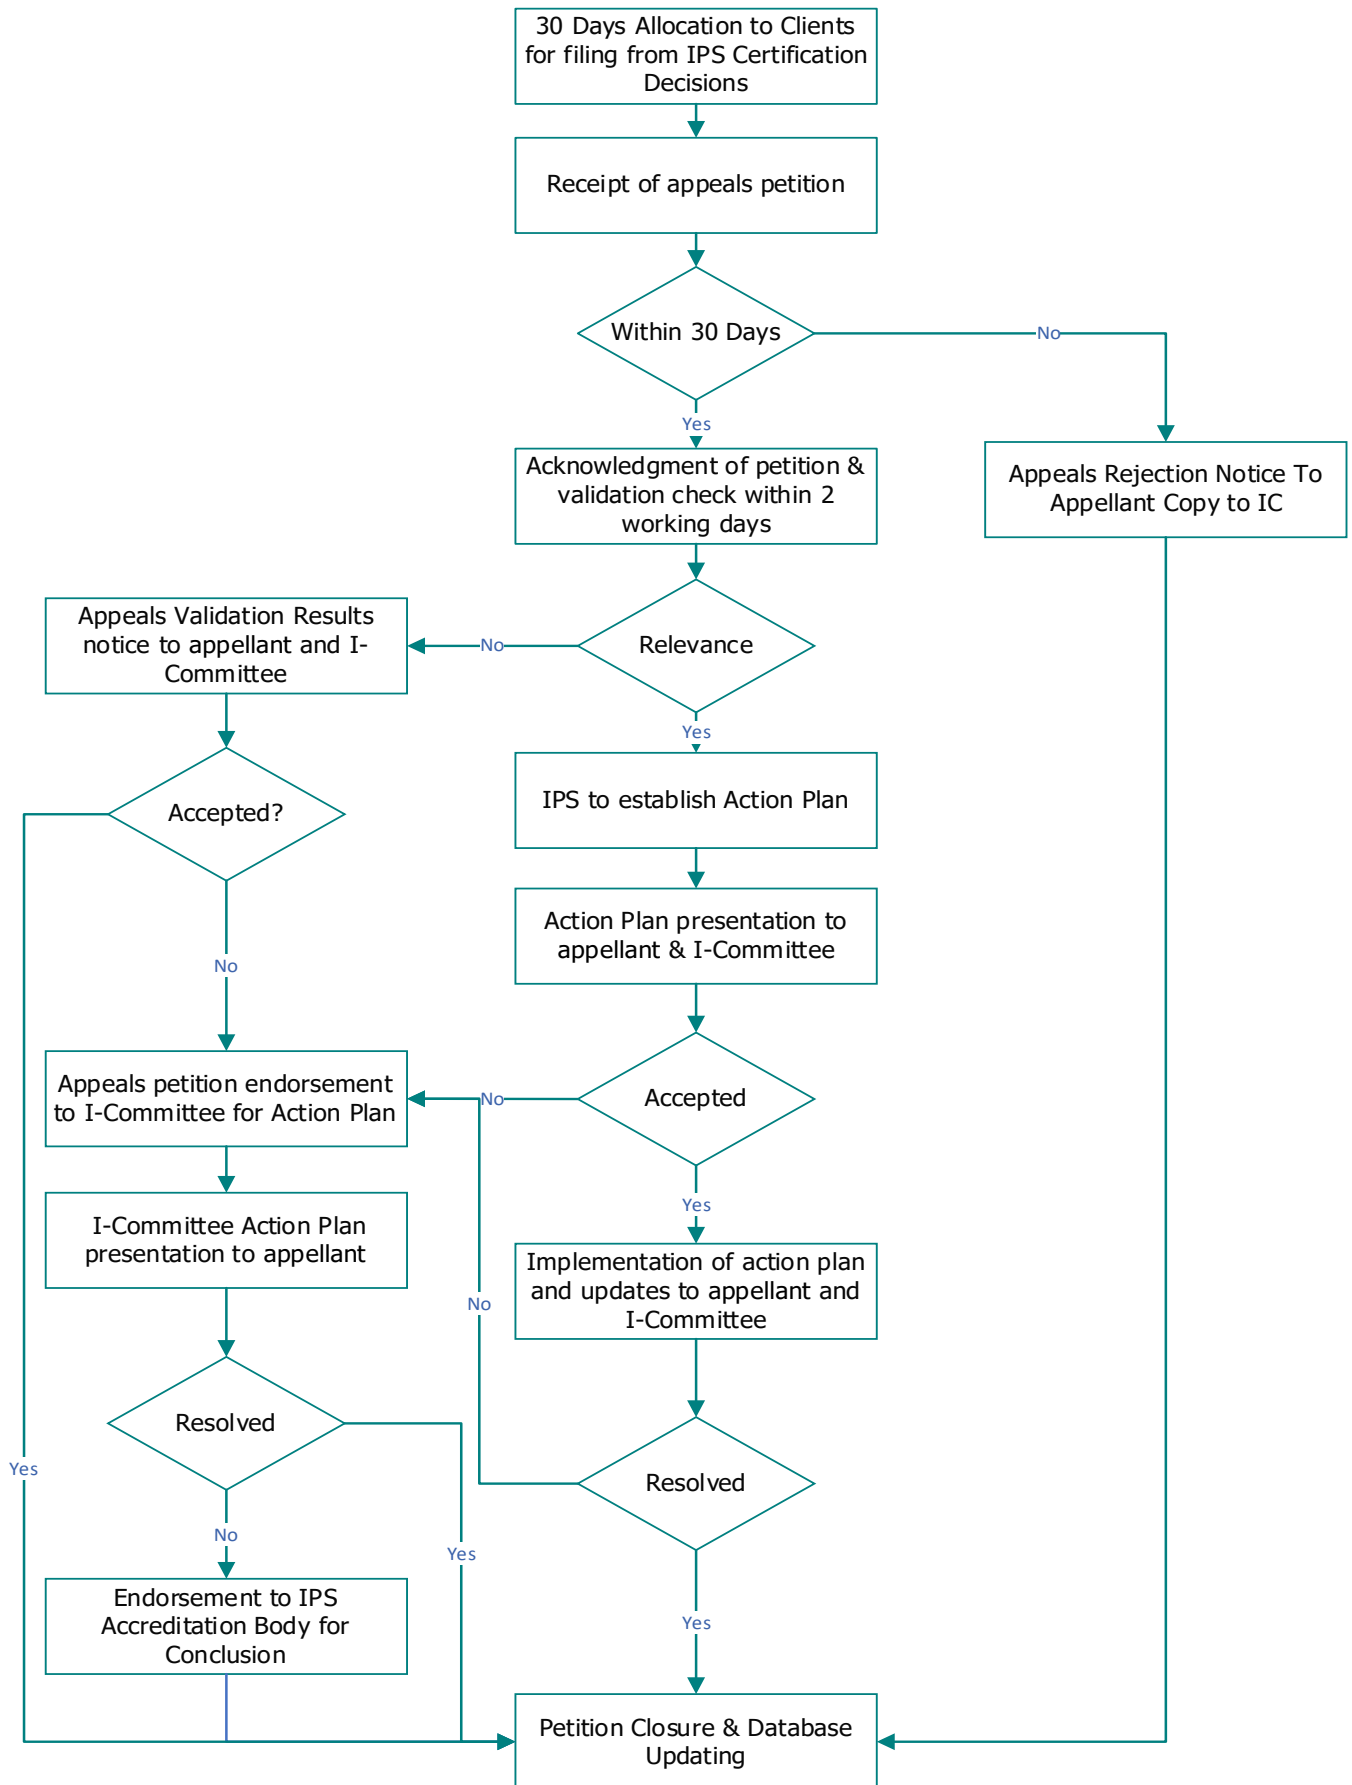 30 Days Allocation to Clients
for filing from IPS Certification
Decisions
Receipt of appeals petition
Within 30 Days
No
Yes
Acknowledgment of petition &
validation check within 2
working days
Appeals Rejection Notice To
Appellant Copy to IC
Appeals Validation Results
notice to appellant and I-
Committee
No
Relevance
Yes
IPS to establish Action Plan
Accepted?
Action Plan presentation to
appellant & I-Committee
No
Appeals petition endorsement
to I-Committee for Action Plan
No
Accepted
Yes
I-Committee Action Plan
presentation to appellant
Implementation of action plan
and updates to appellant and
I-Committee
No
Resolved
Yes
Resolved
No
Yes
Endorsement to IPS
Accreditation Body for
Conclusion
Yes
Petition Closure & Database
Updating